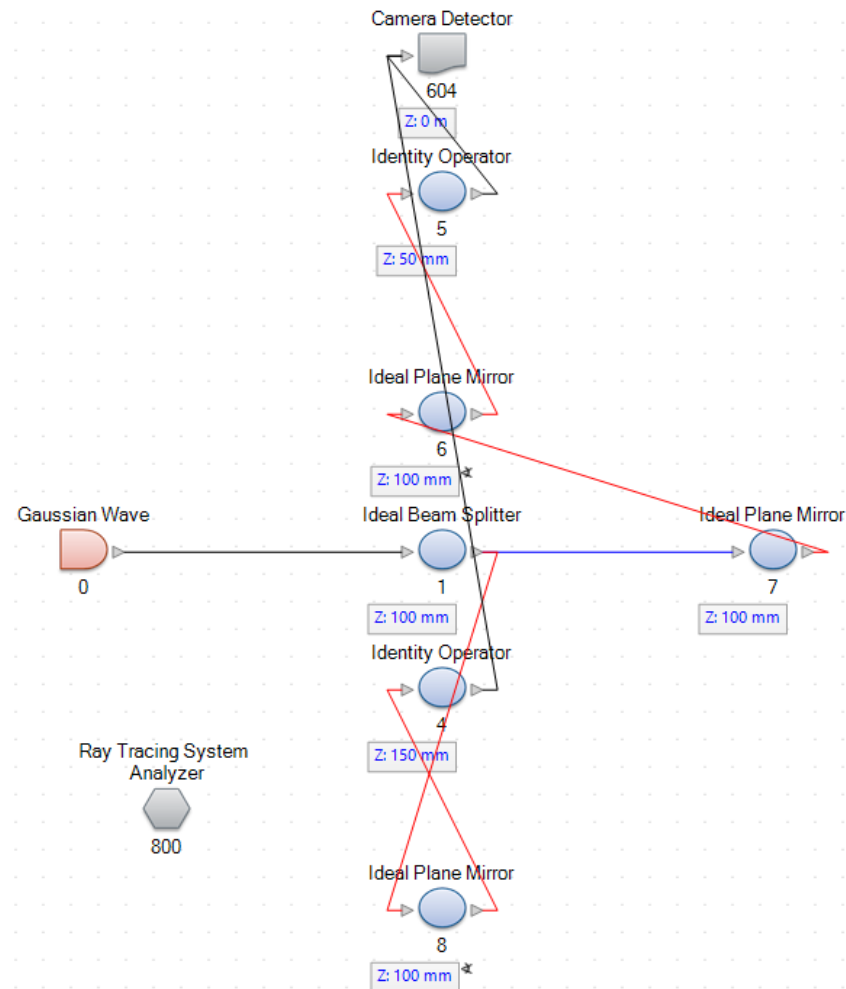 Camera Detector
604
Z: 0 m
Identity Operator
5
Z: 50 mm
Ideal Plane Mirror
6
Z: 100 mm
Gaussian Wave
0
Ideal Beam Splitter
1
Z: 100 mm
Ideal Plane Mirror
7
Z: 100 mm
Identity Operator
4
Z: 150 mm
Ray Tracing System
Analyzer
800
Ideal Plane Mirror
8
Z: 100 mm